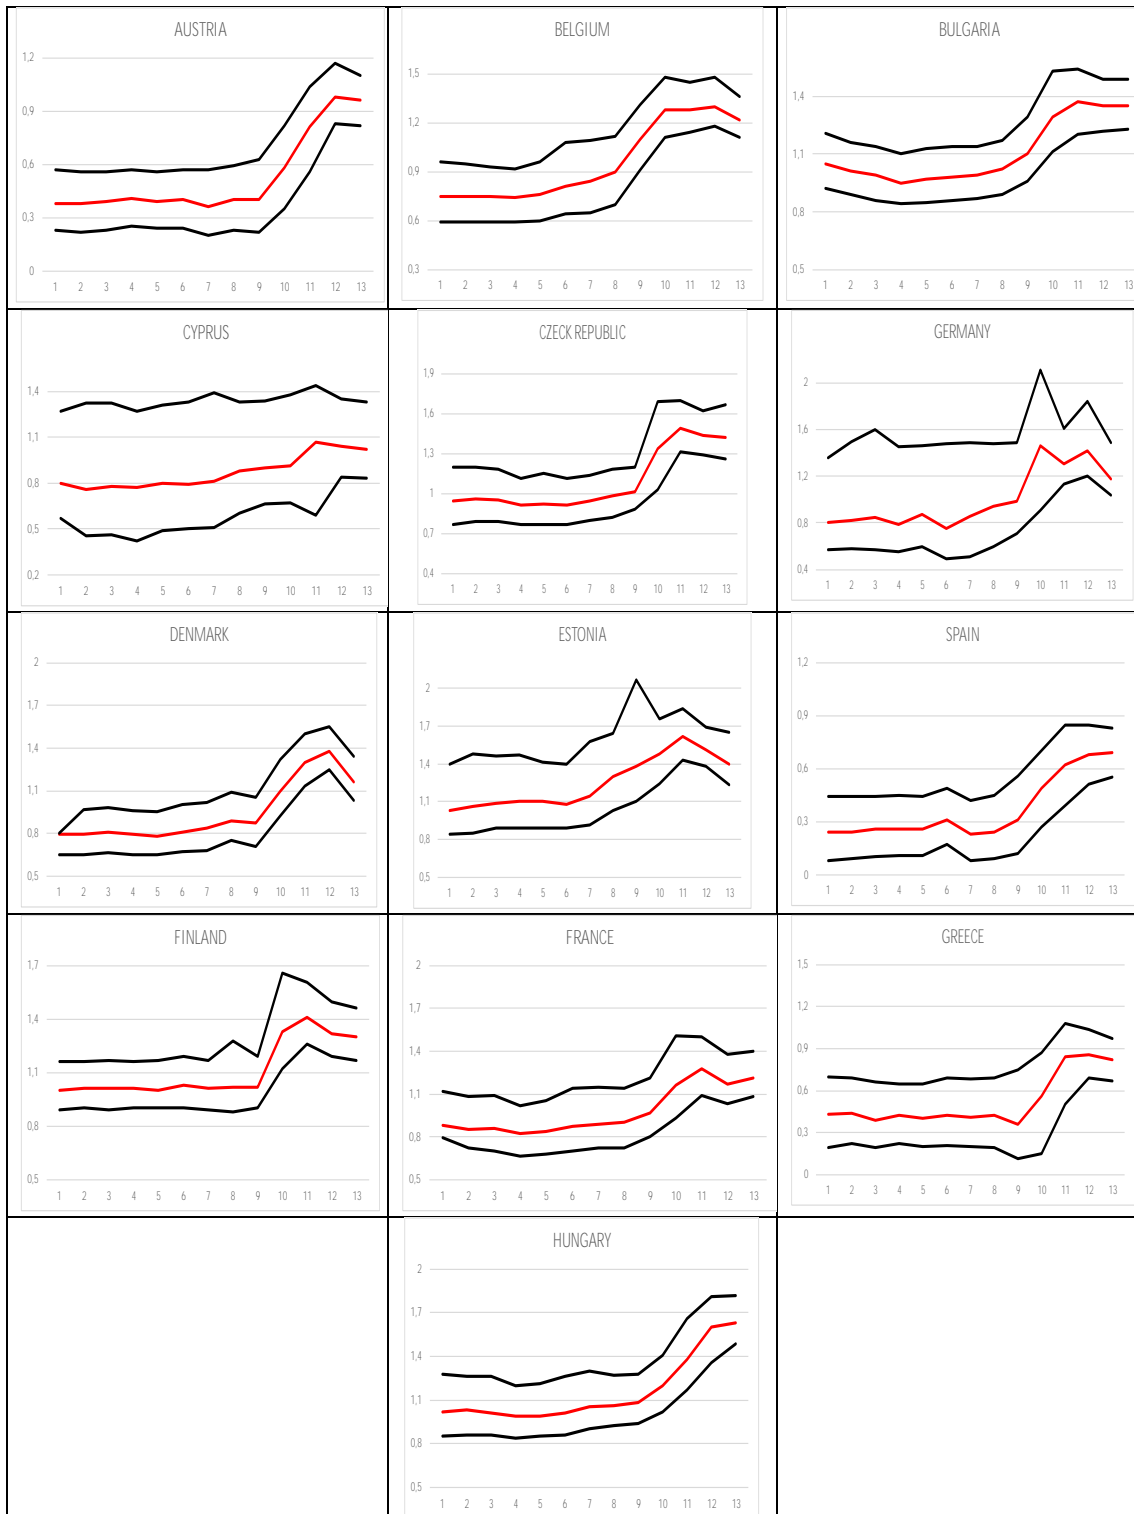 AUSTRIA
1,2
0,9
0,6
0,3
0
1 2 3 4 5 6 7 8 9 10 11 12 13
BELGIUM
1,5
1,2
0,9
0,6
0,3
1 2 3 4 5 6 7 8 9 10 11 12 13
BULGARIA
1,4
1,1
0,8
0,5
1 2 3 4 5 6 7 8 9 10 11 12 13
CYPRUS
1,4
1,1
0,8
0,5
0,2
1 2 3 4 5 6 7 8 9 10 11 12 13
CZECK REPUBLIC
1,9
1,6
1,3
1
0,7
0,4
1 2 3 4 5 6 7 8 9 10 11 12 13
GERMANY
2
1,6
1,2
0,8
0,4
1 2 3 4 5 6 7 8 9 10 11 12 13
DENMARK
2
1,7
1,4
1,1
0,8
0,5
1 2 3 4 5 6 7 8 9 10 11 12 13
ESTONIA
2
1,7
1,4
1,1
0,8
0,5
1 2 3 4 5 6 7 8 9 10 11 12 13
SPAIN
1,2
0,9
0,6
0,3
0
1 2 3 4 5 6 7 8 9 10 11 12 13
FINLAND
1,7
1,4
1,1
0,8
0,5
1 2 3 4 5 6 7 8 9 10 11 12 13
FRANCE
2
1,7
1,4
1,1
0,8
0,5
1 2 3 4 5 6 7 8 9 10 11 12 13
GREECE
1,5
1,2
0,9
0,6
0,3
0
1 2 3 4 5 6 7 8 9 10 11 12 13
HUNGARY
2
1,7
1,4
1,1
0,8
0,5
1 2 3 4 5 6 7 8 9 10 11 12 13